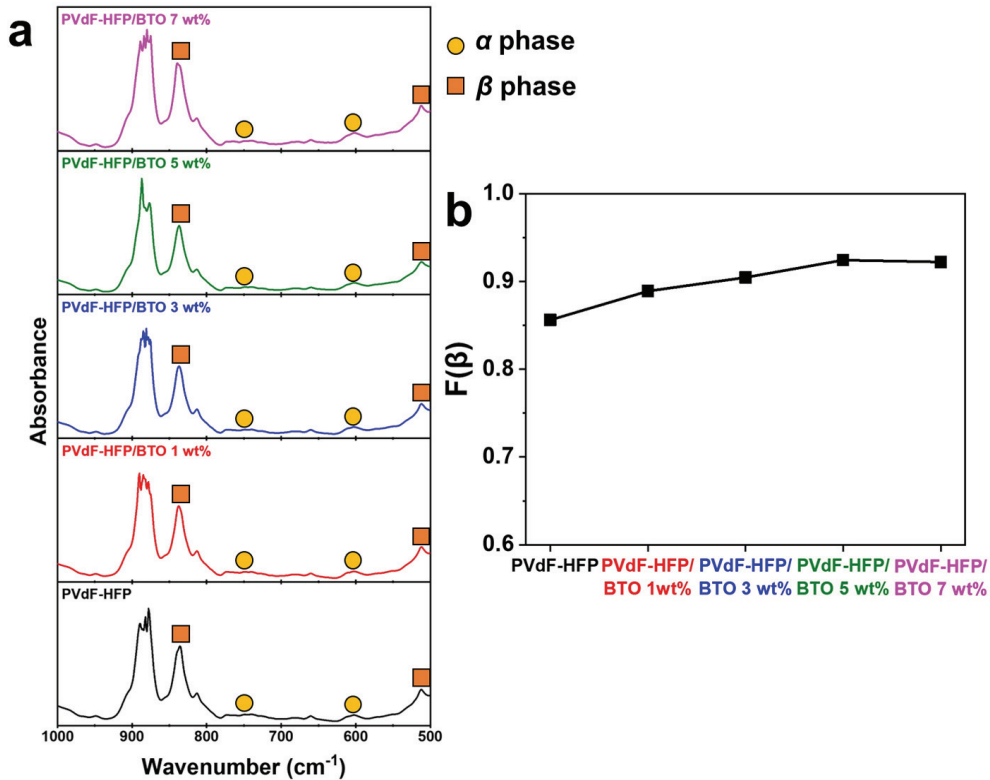 a
PVdF-HFP/BTO 7 wt%
PVdF-HFP/BTO 5 wt%
PVdF-HFP/BTO 3 wt%
PVdF-HFP/BTO 1 wt%
PVdF-HFP
Absorbance
1000 900 800 700 600 500
Wavenumber (cm⁻¹)
α phase
β phase
b
1.0
0.9
0.8
0.7
0.6
F(β)
PVdF-HFP PVdF-HFP/ PVdF-HFP/ PVdF-HFP/ PVdF-HFP/
BTO 1wt% BTO 3 wt% BTO 5 wt% BTO 7 wt%